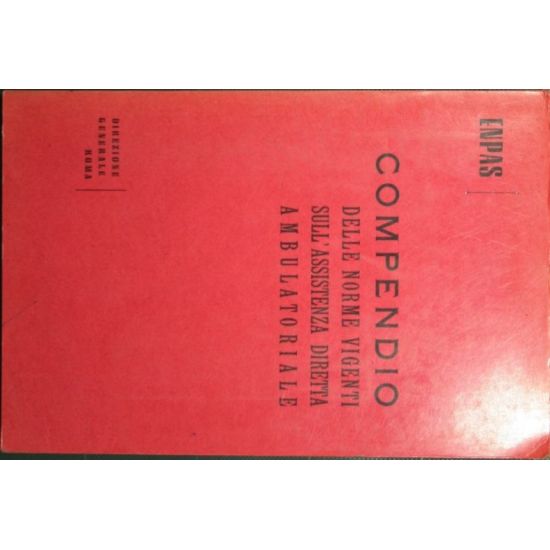 ENPAS
COMPENDIO
DELLE NORME VIGENTI
SULL'ASSISTENZA DIRETTA
AMBULATORIALE
DIREZIONE
GENERALE
ROMA